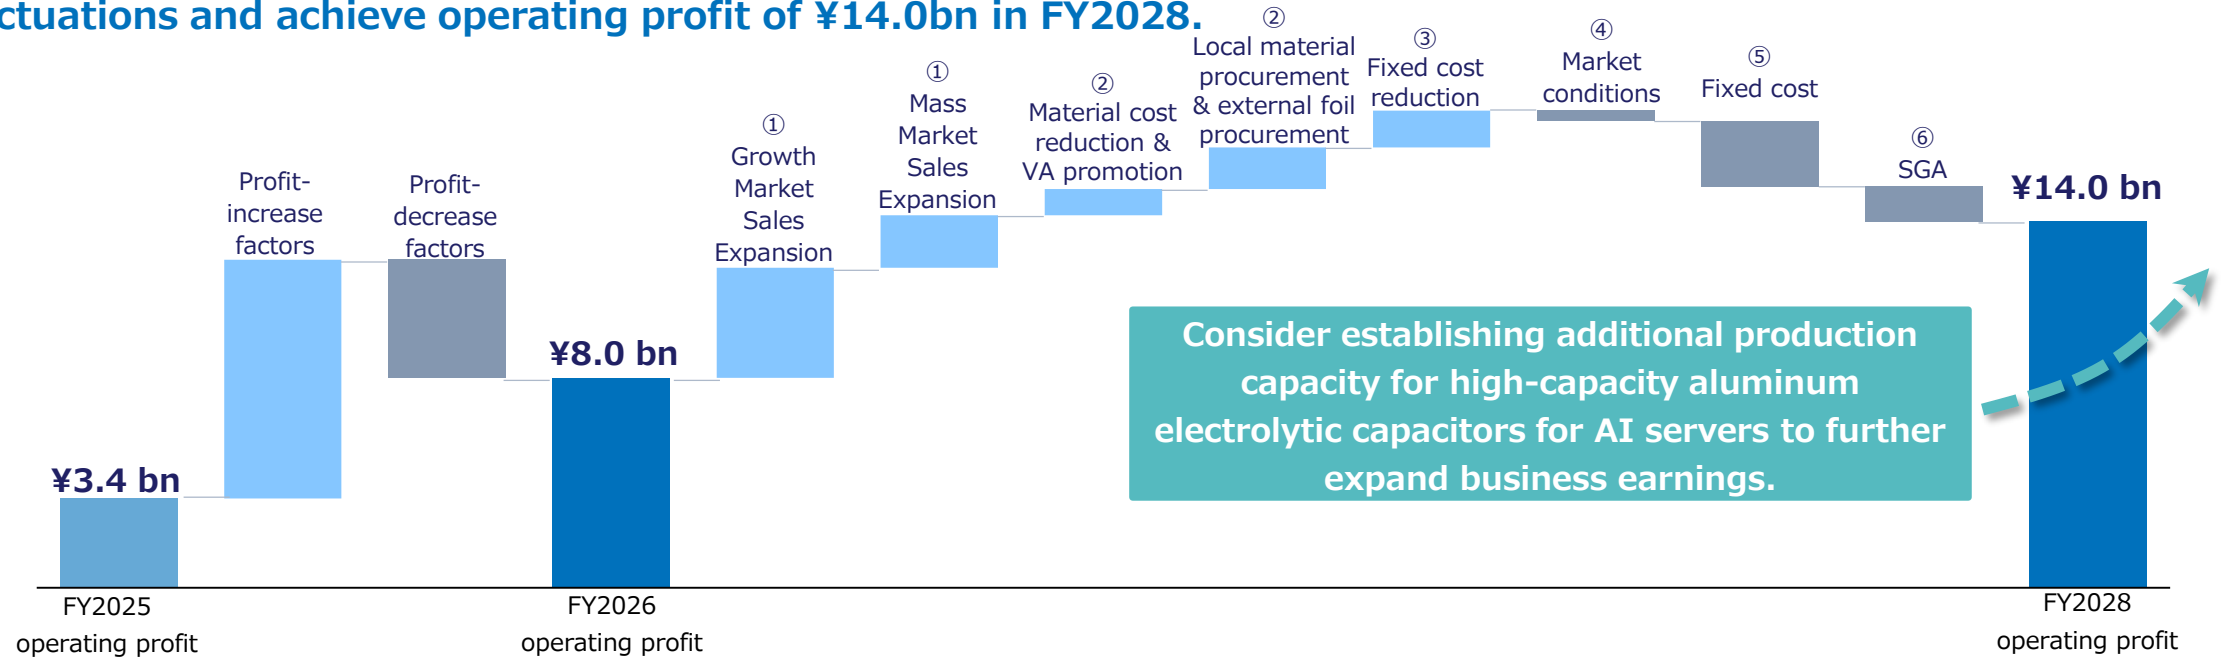 ctuations and achieve operating profit of ¥14.0bn in FY2028.
¥3.4 bn
Profit-
increase
factors
Profit-
decrease
factors
¥8.0 bn
①
Growth
Market
Sales
Expansion
①
Mass
Market
Sales
Expansion
②
Material cost
reduction &
VA promotion
②
Local material
procurement
& external foil
procurement
③
Fixed cost
reduction
④
Market
conditions
⑤
Fixed cost
⑥
SGA
¥14.0 bn
Consider establishing additional production
capacity for high-capacity aluminum
electrolytic capacitors for AI servers to further
expand business earnings.
FY2025
operating profit
FY2026
operating profit
FY2028
operating profit